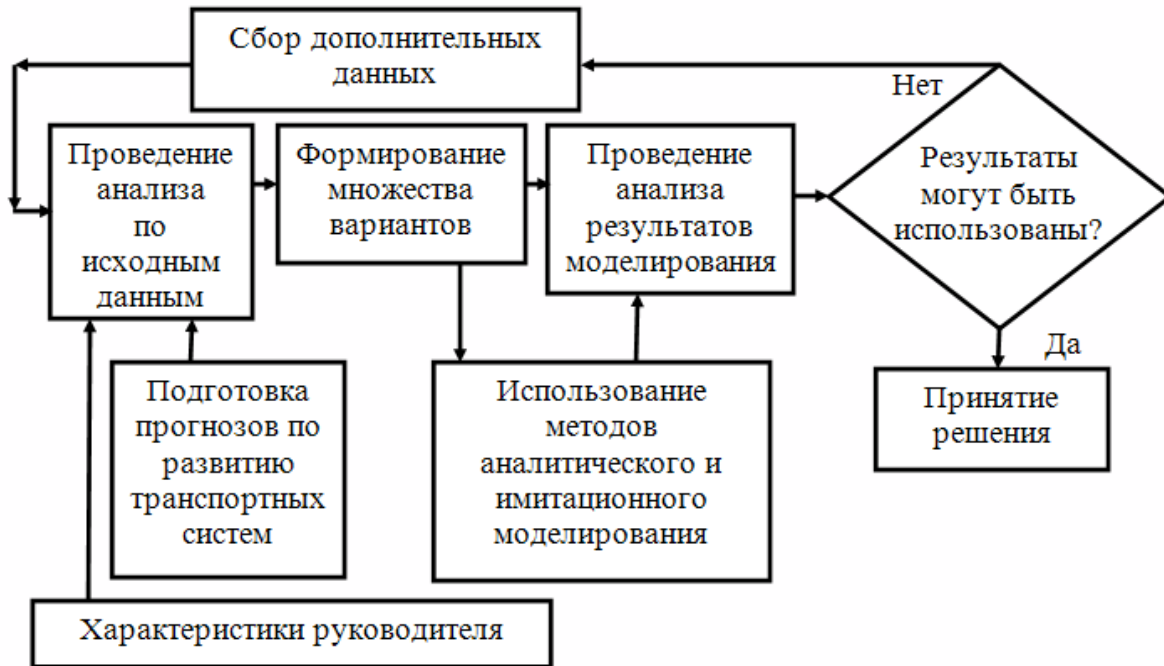 Сбор дополнительных
данных
Нет
Проведение
анализа
по
исходным
данным
Формирование
множества
вариантов
Проведение
анализа
результатов
моделирования
Результаты
могут быть
использованы?
Да
Подготовка
прогнозов по
развитию
транспортных
систем
Использование
методов
аналитического и
имитационного
моделирования
Принятие
решения
Характеристики руководителя